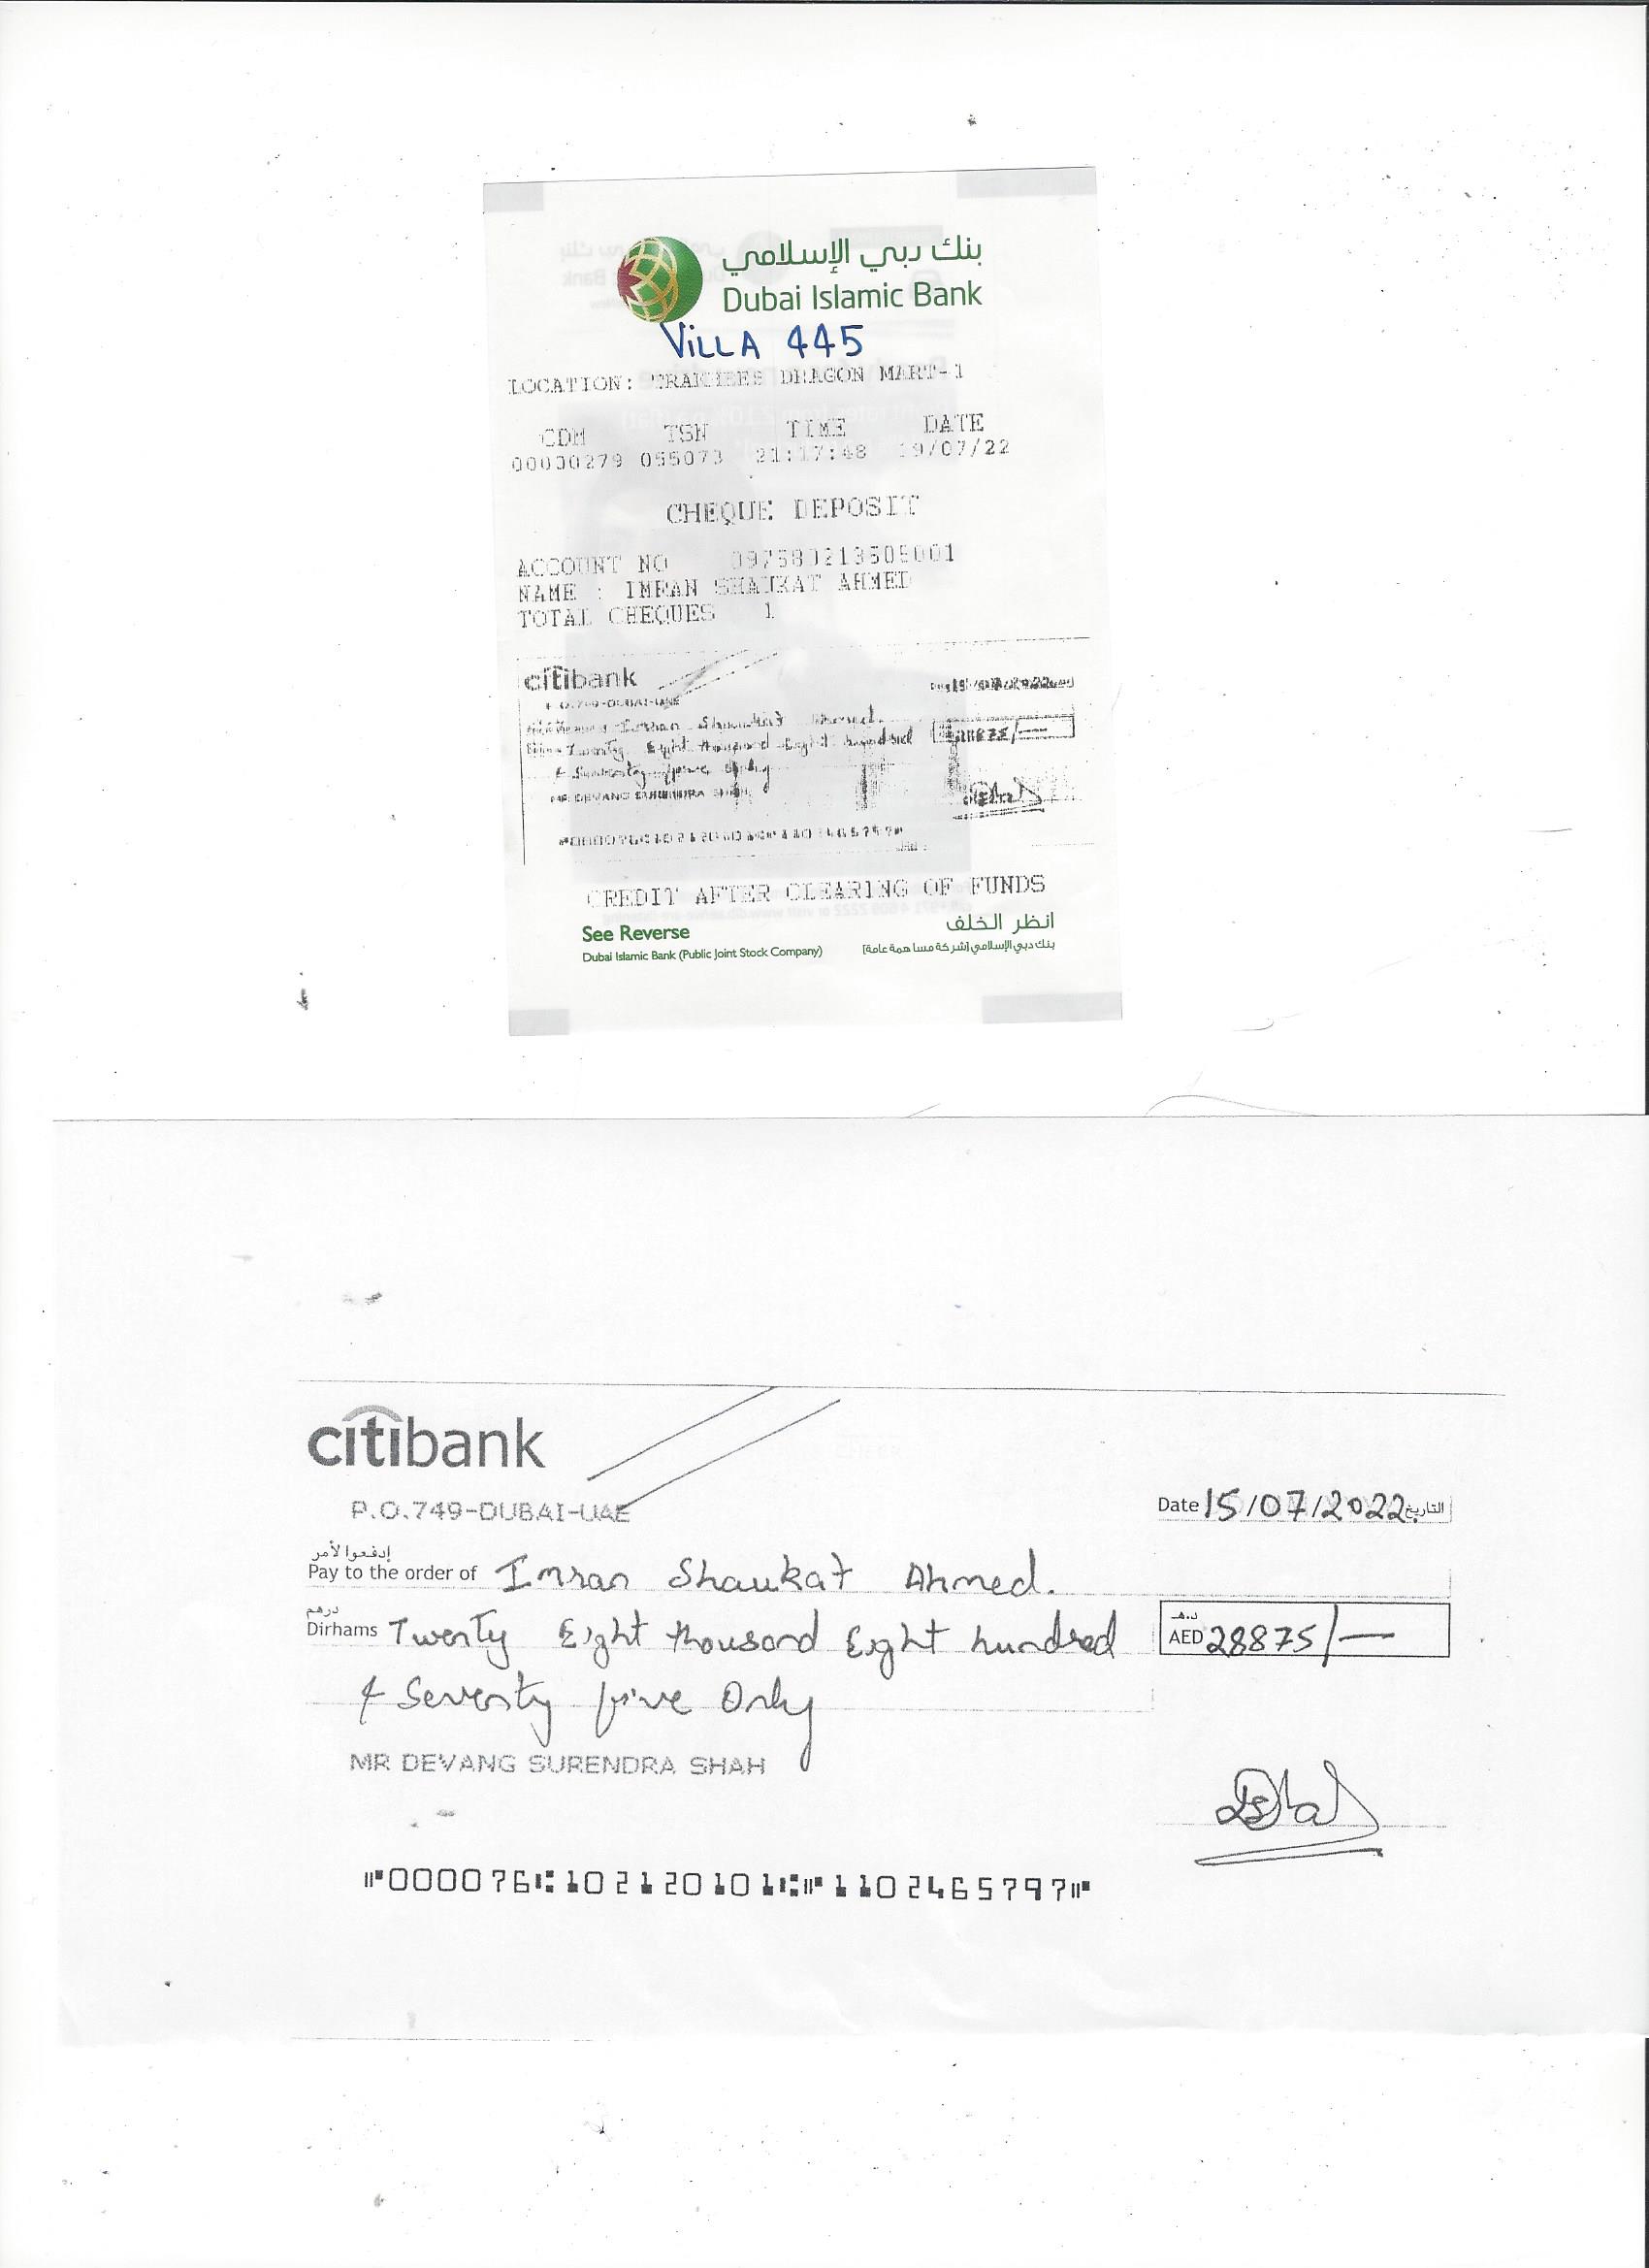 بنك دبي الإسلامي
Dubai Islamic Bank
ViLLA 445
LOCATION: DRAGON MART-1
CDM TSN TIME DATE
00000279 055073 21:17:48 19/07/22
CHEQUE DEPOSIT
ACCOUNT NO
NAME : IMRAN SHAUKAT AHMED
TOTAL CHEQUES 1
citibank
P.O.749-DUBAI-UAE
15/07/2022
Imran Shaukat Ahmed.
Twenty Eight thousand Eight hundred 28875/—
& Seventy five Only
MR DEVANG SURENDRA SHAH
CREDIT AFTER CLEARING OF FUNDS
See Reverse انظر الخلف
Dubai Islamic Bank (Public Joint Stock Company) بنك دبي الإسلامي (شركة مساهمة عامة)
citibank
P.O.749-DUBAI-UAE
Date 15/07/2022 التاريخ
إدفعوا لأمر
Pay to the order of Imran Shaukat Ahmed.
درهم د.هـ
Dirhams Twenty Eight thousand Eight hundred AED 28875/—
& Seventy five Only
MR DEVANG SURENDRA SHAH
⑈000076⑆102120101⑆⑈1102465797⑈